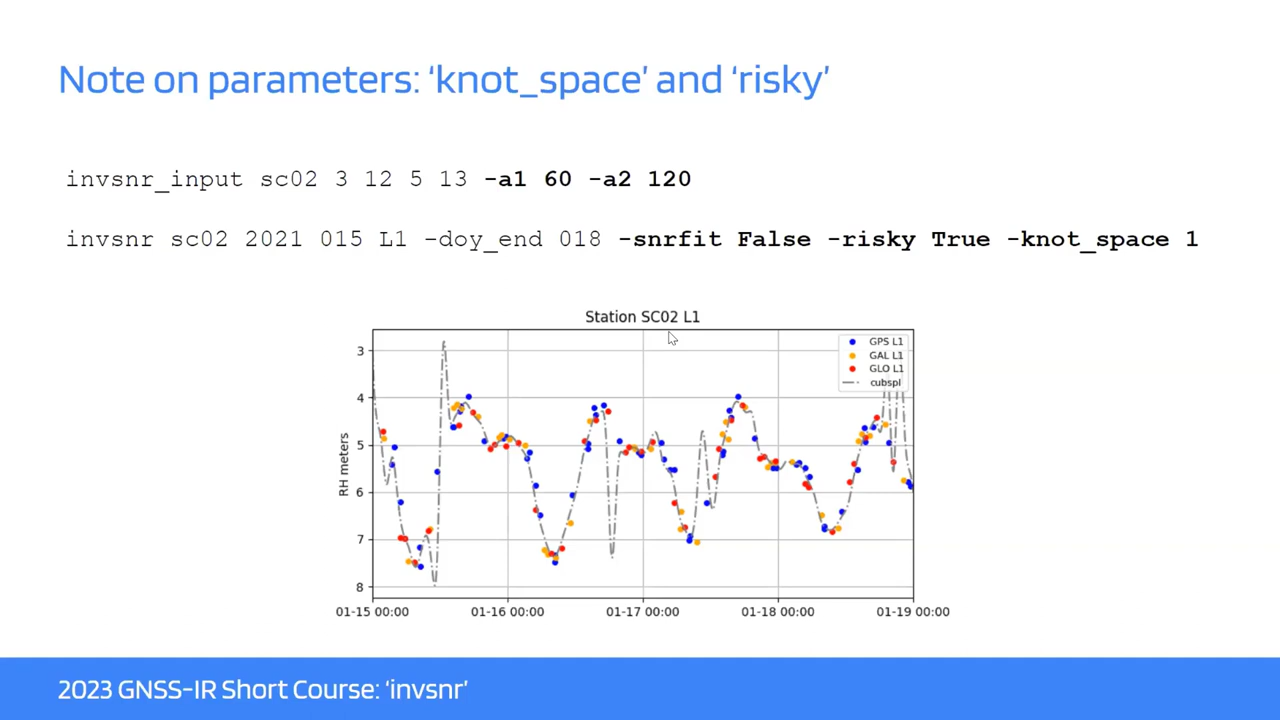 Note on parameters: ‘knot_space’ and ‘risky’
invsnr_input sc02 3 12 5 13 -a1 60 -a2 120
invsnr sc02 2021 015 L1 -doy_end 018 -snrfit False -risky True -knot_space 1
Station SC02 L1
GPS L1
GAL L1
GLO L1
cubspl
RH meters
3
4
5
6
7
8
01-15 00:00 01-16 00:00 01-17 00:00 01-18 00:00 01-19 00:00
2023 GNSS-IR Short Course: ‘invsnr’